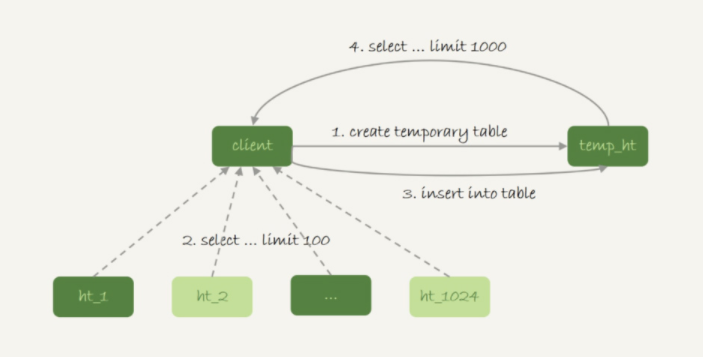 4. select ... limit 1000
client
1. create temporary table
temp_ht
3. insert into table
2. select ... limit 100
ht_1
ht_2
...
ht_1024